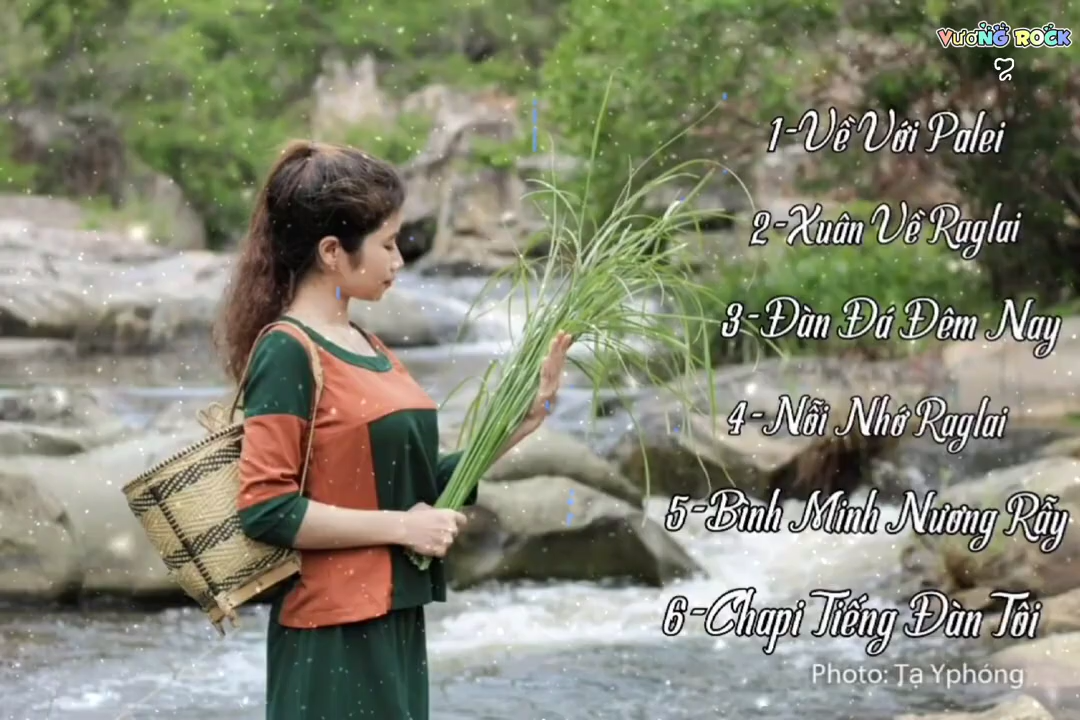 VƯƠNG ROCK
1-Về Với Palei
2-Xuân Về Raglai
3-Đàn Đá Đêm Nay
4-Nỗi Nhớ Raglai
5-Bình Minh Nương Rẫy
6-Chapi Tiếng Đàn Tôi
Photo: Tạ Yphóng